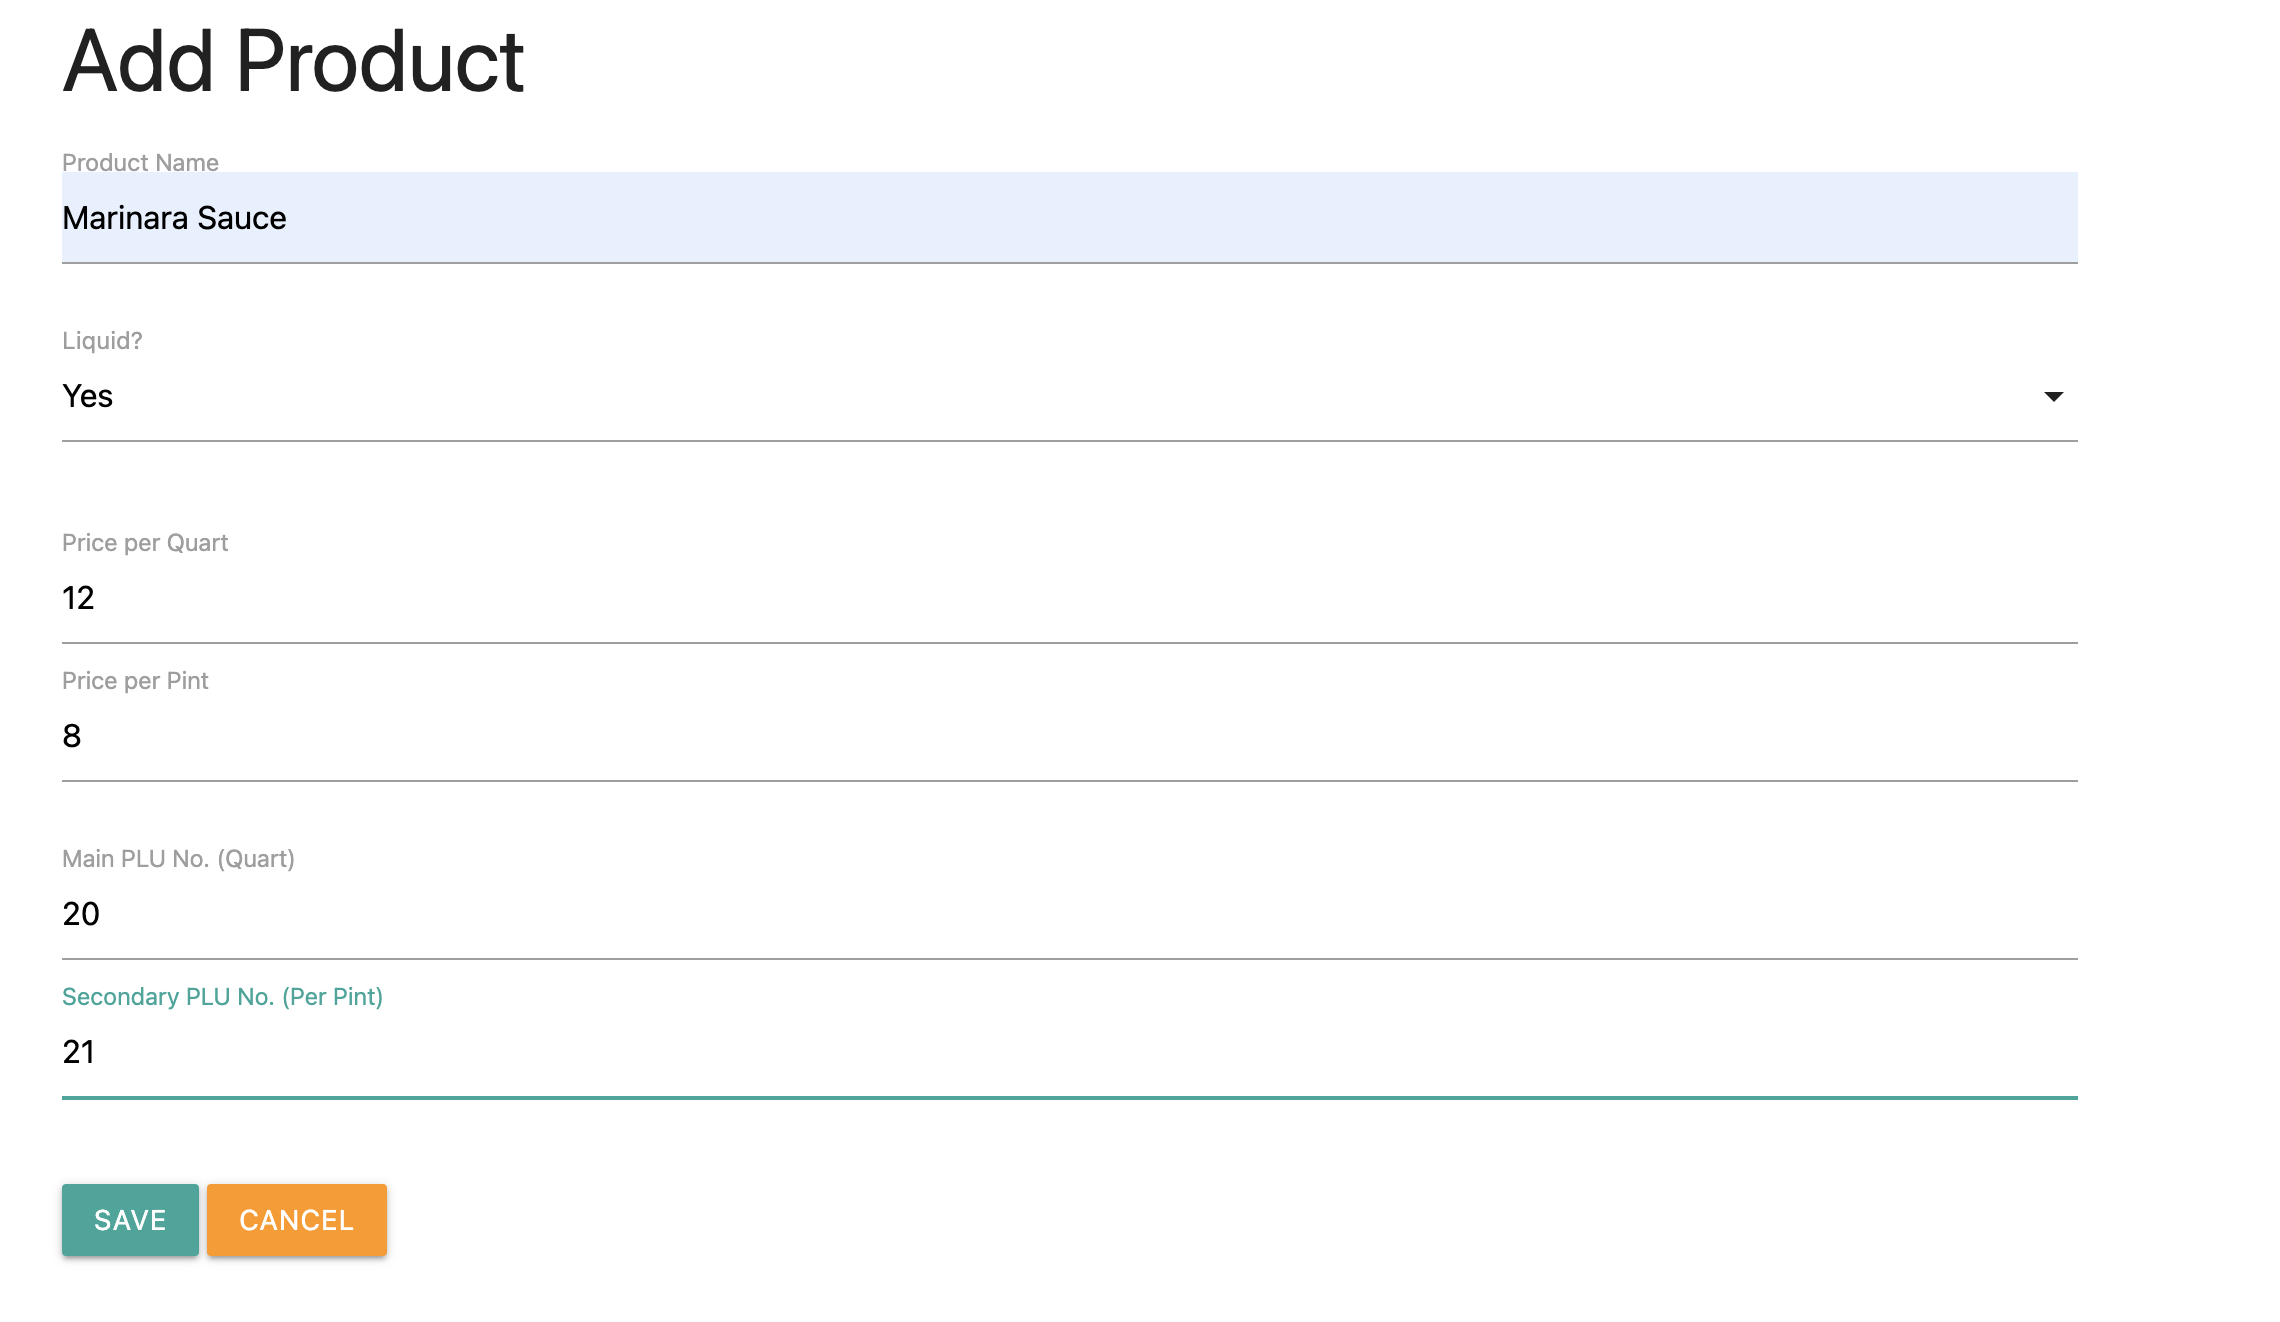 Add Product
Product Name
Marinara Sauce
Liquid?
Yes
Price per Quart
12
Price per Pint
8
Main PLU No. (Quart)
20
Secondary PLU No. (Per Pint)
21
SAVE CANCEL